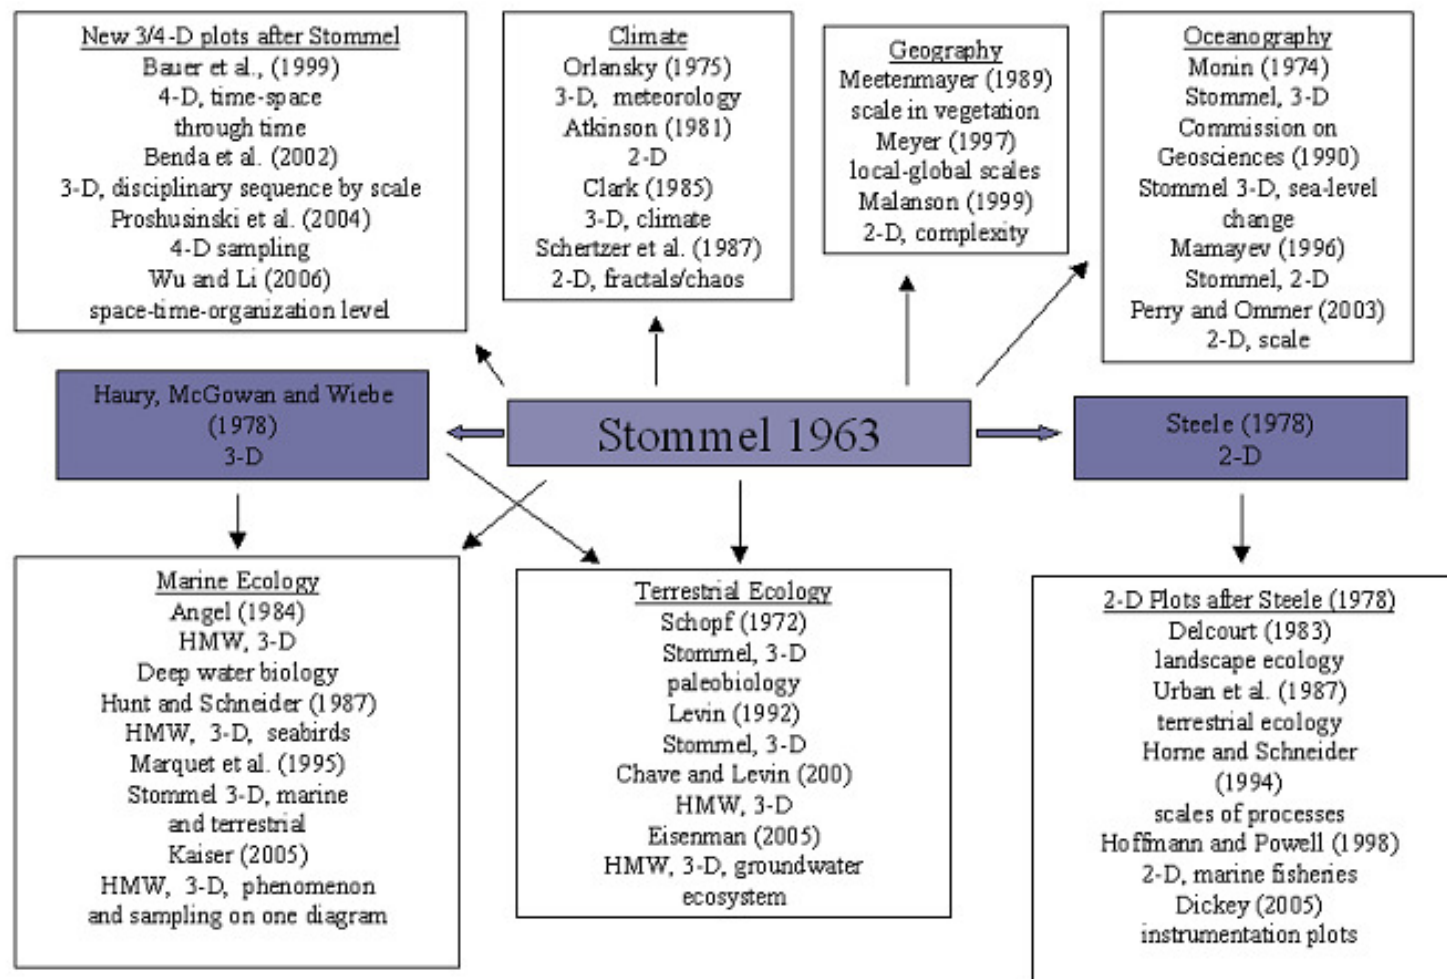 New 3/4-D plots after Stommel
Bauer et al., (1999)
4-D, time-space
through time
Benda et al. (2002)
3-D, disciplinary sequence by scale
Proshusinski et al. (2004)
4-D sampling
Wu and Li (2006)
space-time-organization level
Climate
Orlansky (1975)
3-D, meteorology
Atkinson (1981)
2-D
Clark (1985)
3-D, climate
Schertzer et al. (1987)
2-D, fractals/chaos
Geography
Meetenmayer (1989)
scale in vegetation
Meyer (1997)
local-global scales
Malanson (1999)
2-D, complexity
Oceanography
Monin (1974)
Stommel, 3-D
Commission on
Geosciences (1990)
Stommel 3-D, sea-level
change
Mamayev (1996)
Stommel, 2-D
Perry and Ommer (2003)
2-D, scale
Haury, McGowan and Wiebe
(1978)
3-D
Stommel 1963
Steele (1978)
2-D
Marine Ecology
Angel (1984)
HMW, 3-D
Deep water biology
Hunt and Schneider (1987)
HMW, 3-D, seabirds
Marquet et al. (1995)
Stommel 3-D, marine
and terrestrial
Kaiser (2005)
HMW, 3-D, phenomenon
and sampling on one diagram
Terrestrial Ecology
Schopf (1972)
Stommel, 3-D
paleobiology
Levin (1992)
Stommel, 3-D
Chave and Levin (200)
HMW, 3-D
Eisenman (2005)
HMW, 3-D, groundwater
ecosystem
2-D Plots after Steele (1978)
Delcourt (1983)
landscape ecology
Urban et al. (1987)
terrestrial ecology
Horne and Schneider
(1994)
scales of processes
Hoffmann and Powell (1998)
2-D, marine fisheries
Dickey (2005)
instrumentation plots